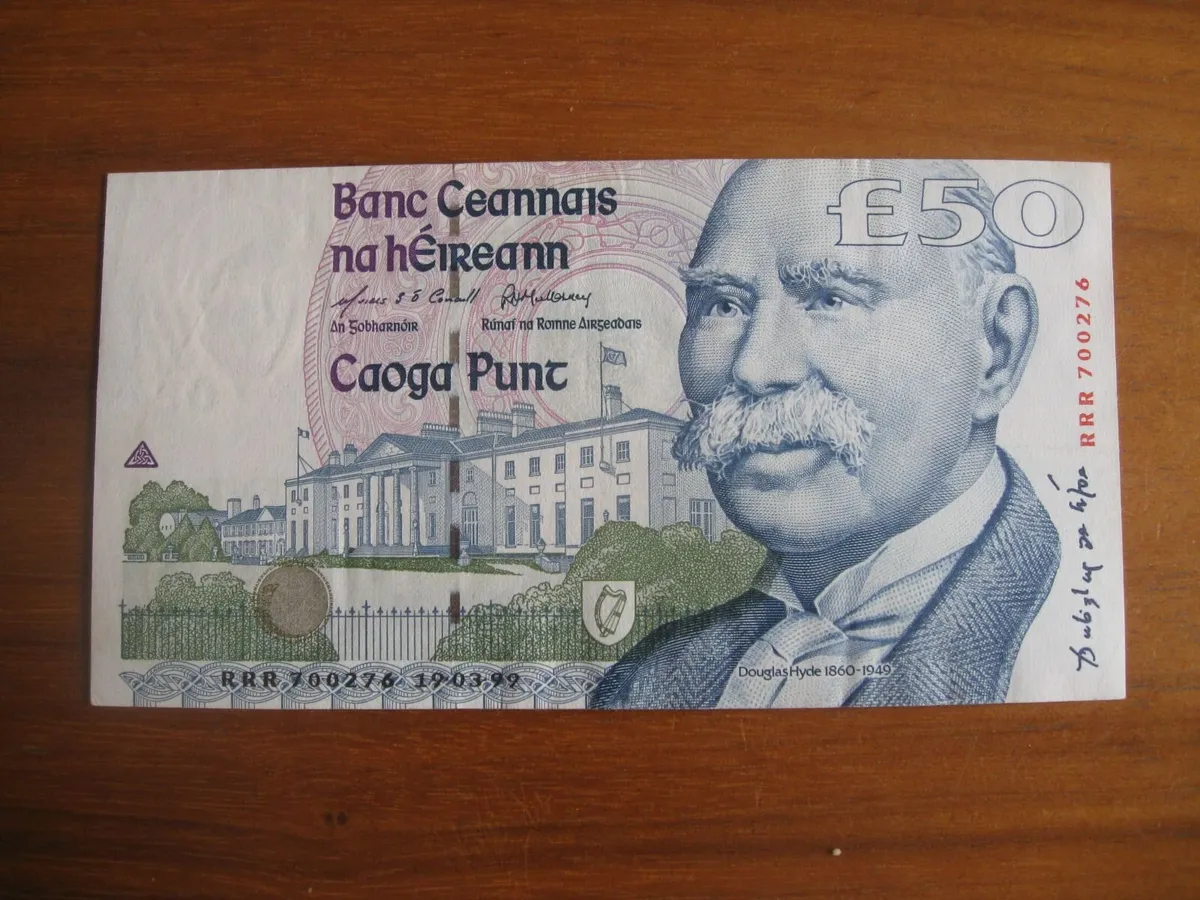 Banc Ceannais
na hÉireann
An Gobharnóir
Rúnaí na Roinne Airgeadais
Caoga Punt
£50
RRR 700276
Douglas Hyde 1860-1949
RRR 700276 19·03·99